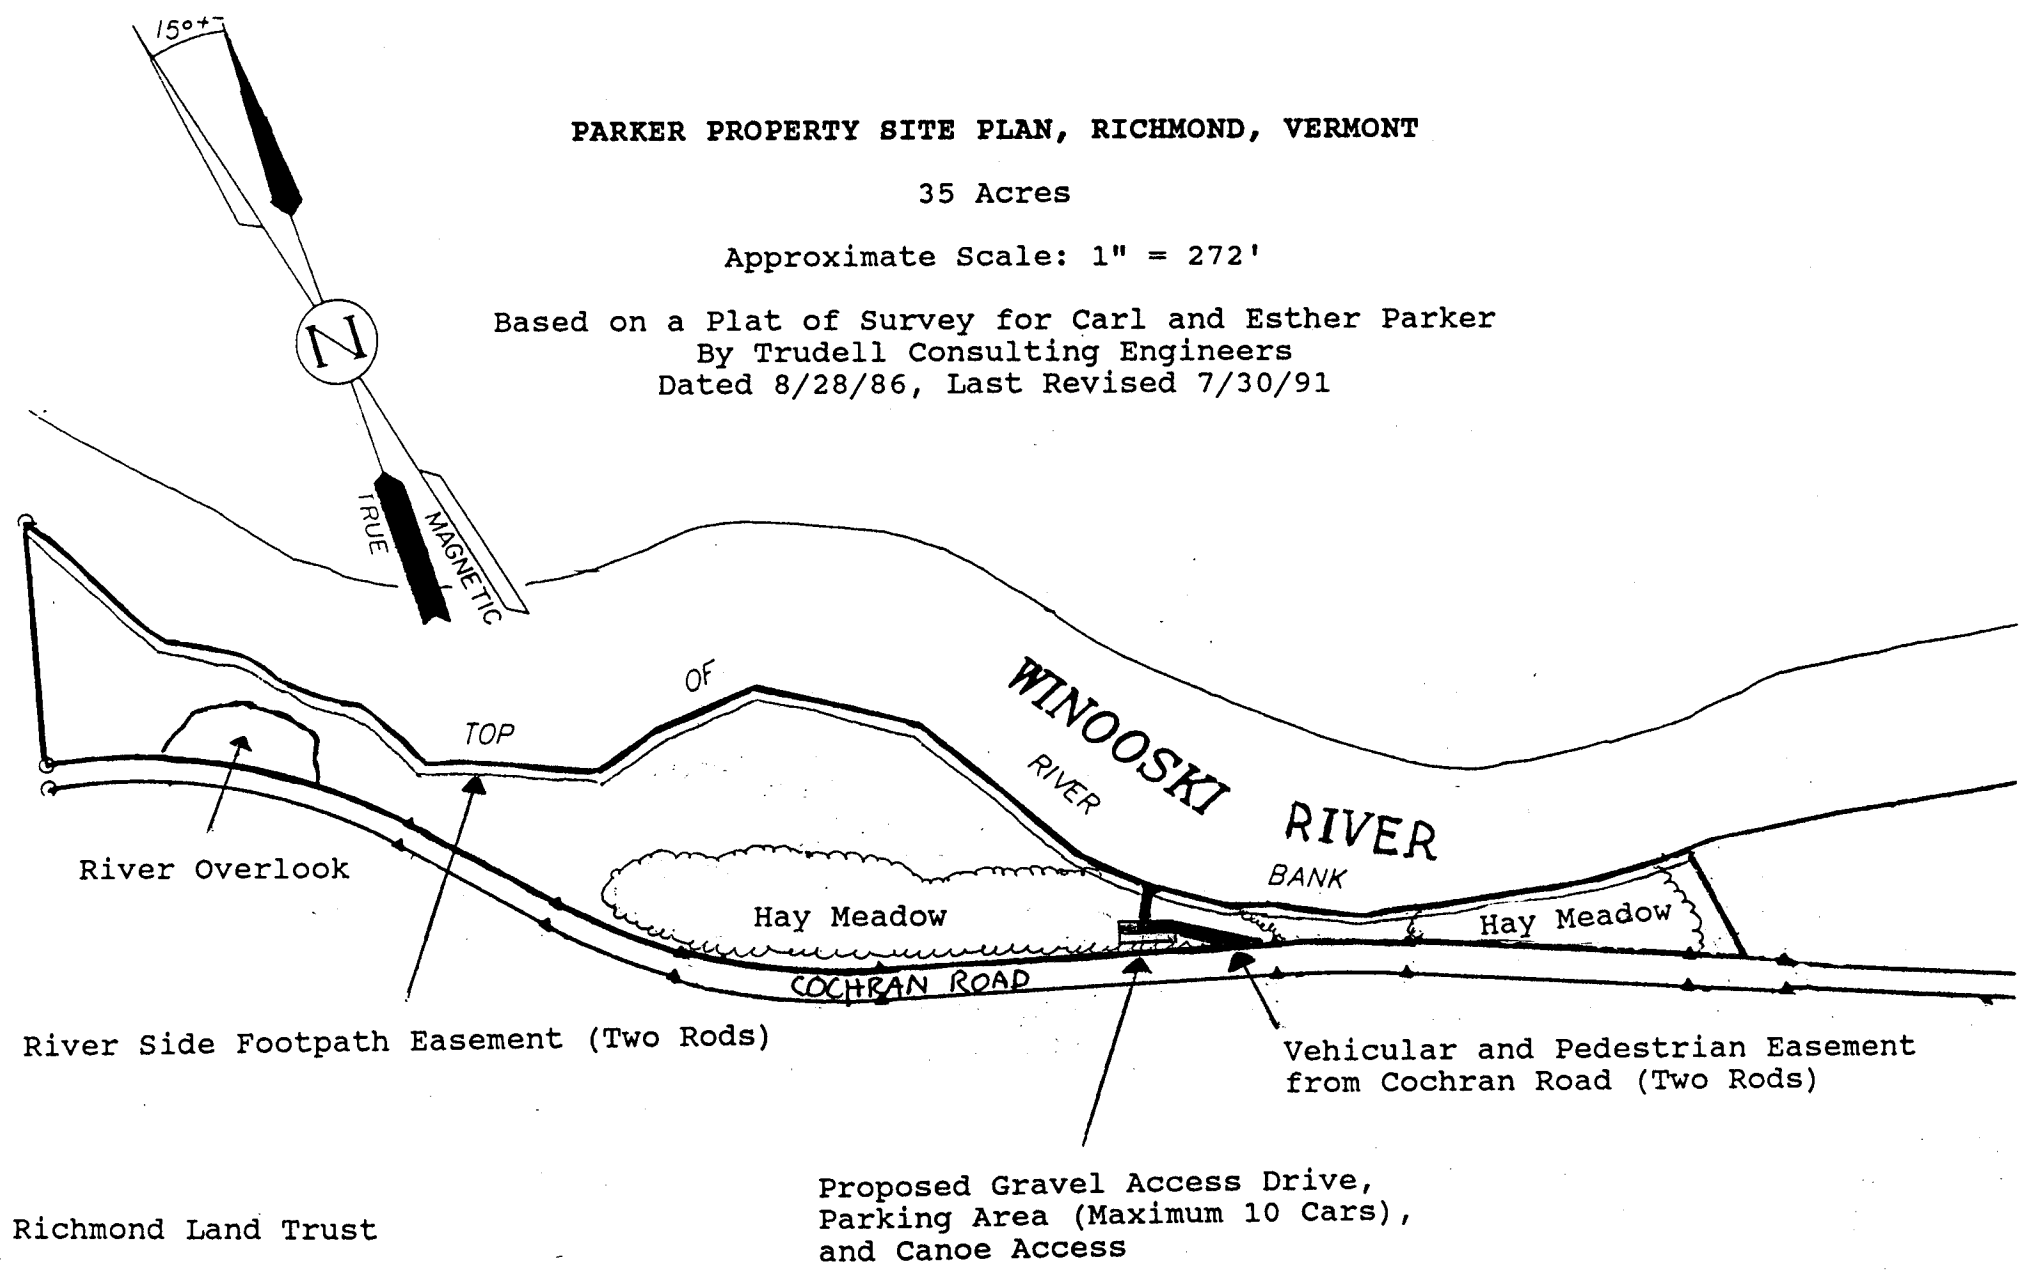 15°+-
PARKER PROPERTY SITE PLAN, RICHMOND, VERMONT
35 Acres
Approximate Scale: 1" = 272'
Based on a Plat of Survey for Carl and Esther Parker
By Trudell Consulting Engineers
Dated 8/28/86, Last Revised 7/30/91
N
TRUE
MAGNETIC
TOP
OF
RIVER
BANK
WINOOSKI
RIVER
River Overlook
Hay Meadow
Hay Meadow
COCHRAN ROAD
River Side Footpath Easement (Two Rods)
Vehicular and Pedestrian Easement
from Cochran Road (Two Rods)
Proposed Gravel Access Drive,
Parking Area (Maximum 10 Cars),
and Canoe Access
Richmond Land Trust